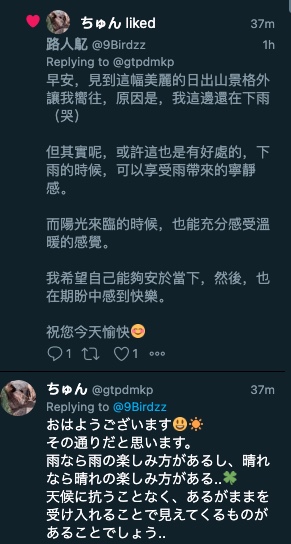 ちゅん liked 37m
路人鴕 @9Birdzz 1h
Replying to @gtpdmkp
早安，見到這幅美麗的日出山景格外
讓我嚮往，原因是，我這邊還在下雨
（哭）
但其實呢，或許這也是有好處的，下
雨的時候，可以享受雨帶來的寧靜
感。
而陽光來臨的時候，也能充分感受溫
暖的感覺。
我希望自己能夠安於當下，然後，也
在期盼中感到快樂。
祝您今天愉快😊
1 1
ちゅん @gtpdmkp 37m
Replying to @9Birdzz
おはようございます😃☀️
その通りだと思います。
雨なら雨の楽しみ方があるし、晴れ
なら晴れの楽しみ方がある..🍀
天候に抗うことなく、あるがままを
受け入れることで見えてくるものが
あることでしょう..